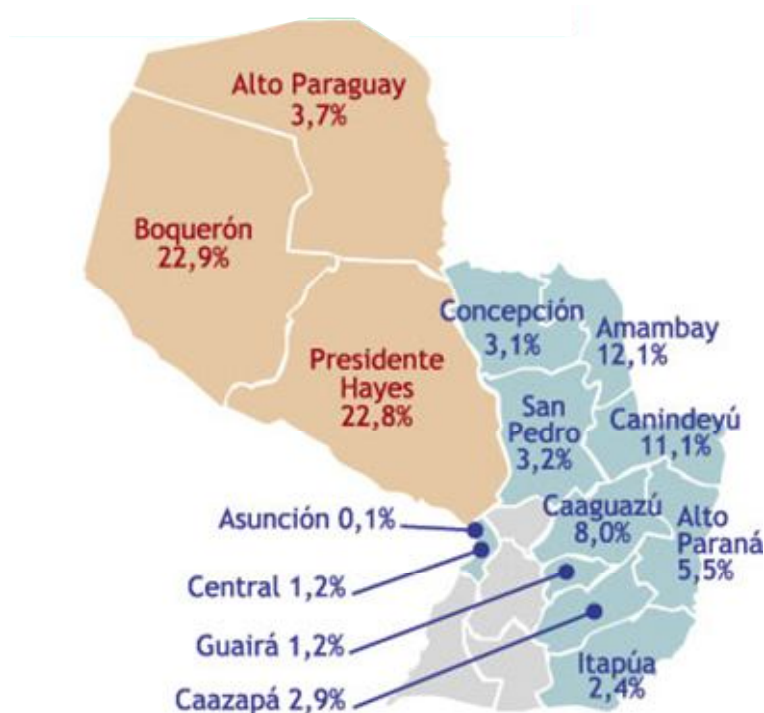 Alto Paraguay
3,7%
Boquerón
22,9%
Presidente
Hayes
22,8%
Concepción
3,1%
Amambay
12,1%
San
Pedro
3,2%
Canindeyú
11,1%
Caaguazú
8,0%
Alto
Paraná
5,5%
Asunción 0,1%
Central 1,2%
Guairá 1,2%
Caazapá 2,9%
Itapúa
2,4%